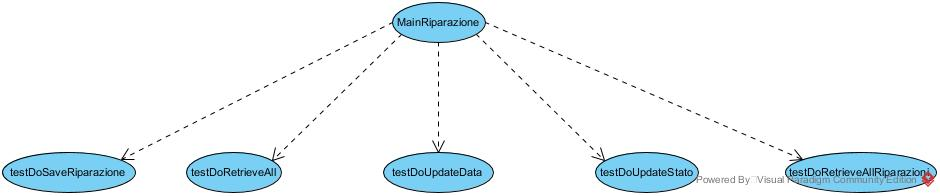 MainRiparazione
testDoSaveRiparazione
testDoRetrieveAll
testDoUpdateData
testDoUpdateStato
testDoRetrieveAllRiparazioni
Powered By Visual Paradigm Community Edition